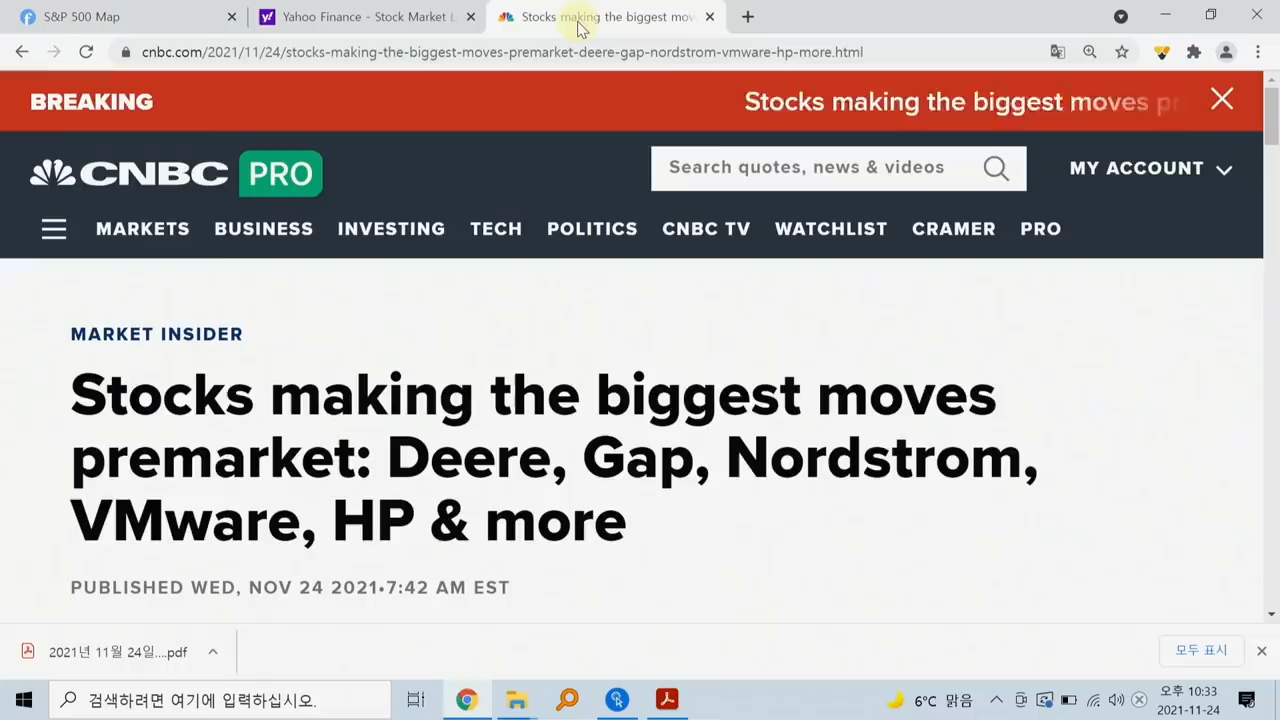 S&P 500 Map
Yahoo Finance - Stock Market L
Stocks making the biggest mov
cnbc.com/2021/11/24/stocks-making-the-biggest-moves-premarket-deere-gap-nordstrom-vmware-hp-more.html
BREAKING
Stocks making the biggest moves pr
CNBC PRO
Search quotes, news & videos
MY ACCOUNT
MARKETS BUSINESS INVESTING TECH POLITICS CNBC TV WATCHLIST CRAMER PRO
MARKET INSIDER
Stocks making the biggest moves
premarket: Deere, Gap, Nordstrom,
VMware, HP & more
PUBLISHED WED, NOV 24 2021•7:42 AM EST
2021년 11월 24일....pdf
모두 표시
검색하려면 여기에 입력하십시오.
6°C 맑음
오후 10:33
2021-11-24